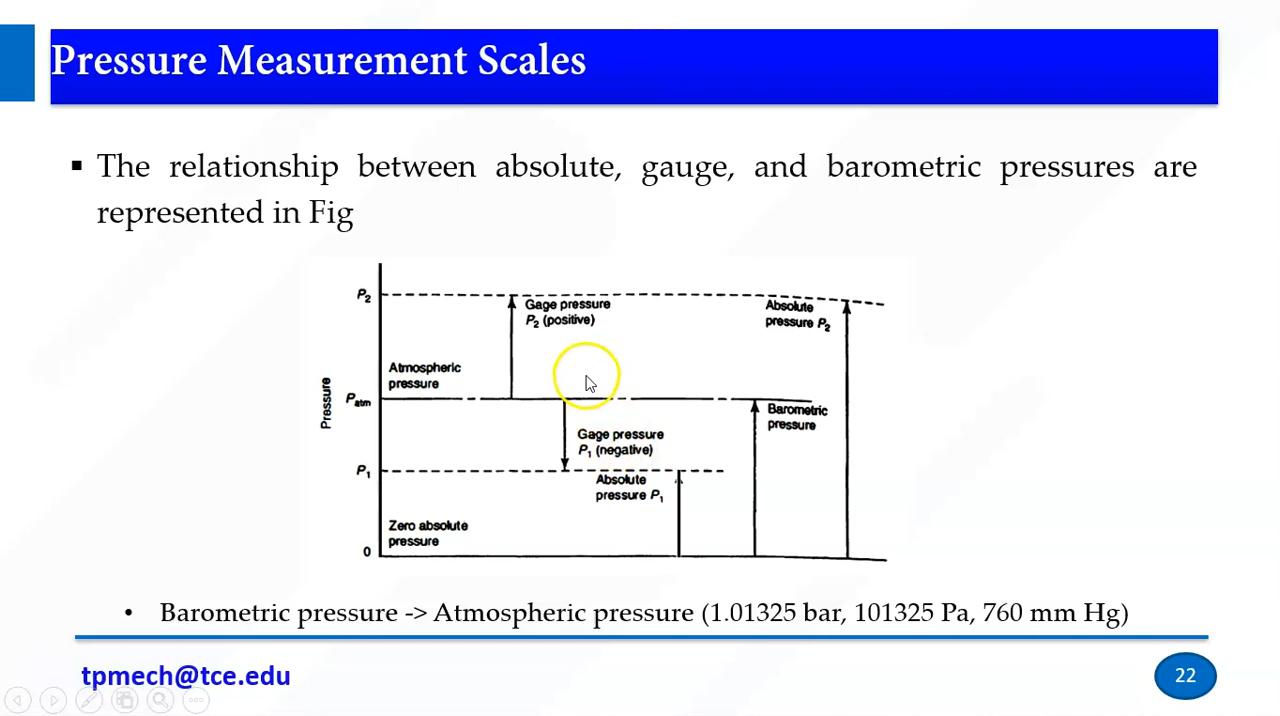 Pressure Measurement Scales
▪ The relationship between absolute, gauge, and barometric pressures are
represented in Fig
P2
Gage pressure
P2 (positive)
Absolute
pressure P2
Atmospheric
pressure
Pressure
Patm
Barometric
pressure
Gage pressure
P1 (negative)
P1
Absolute
pressure P1
Zero absolute
pressure
0
• Barometric pressure -> Atmospheric pressure (1.01325 bar, 101325 Pa, 760 mm Hg)
tpmech@tce.edu
22